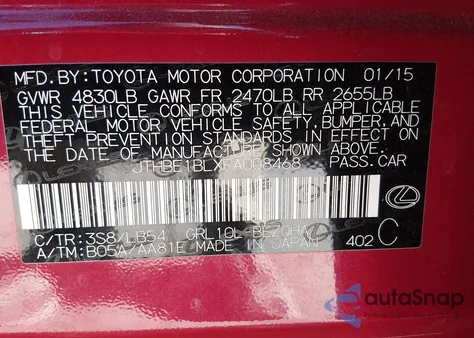 MFD.BY:TOYOTA MOTOR CORPORATION 01/15
GVWR 4830LB GAWR FR 2470LB RR 2655LB
THIS VEHICLE CONFORMS TO ALL APPLICABLE
FEDERAL MOTOR VEHICLE SAFETY,BUMPER,AND
THEFT PREVENTION STANDARDS IN EFFECT ON
THE DATE OF MANUFACTURE SHOWN ABOVE.
JTHBE1BLXFA008468 PASS.CAR
C/TR:3S8/LB54 GRL10L-BEZQHA
A/TM:B05A/AA81E MADE IN JAPAN 402 C
autoSnap